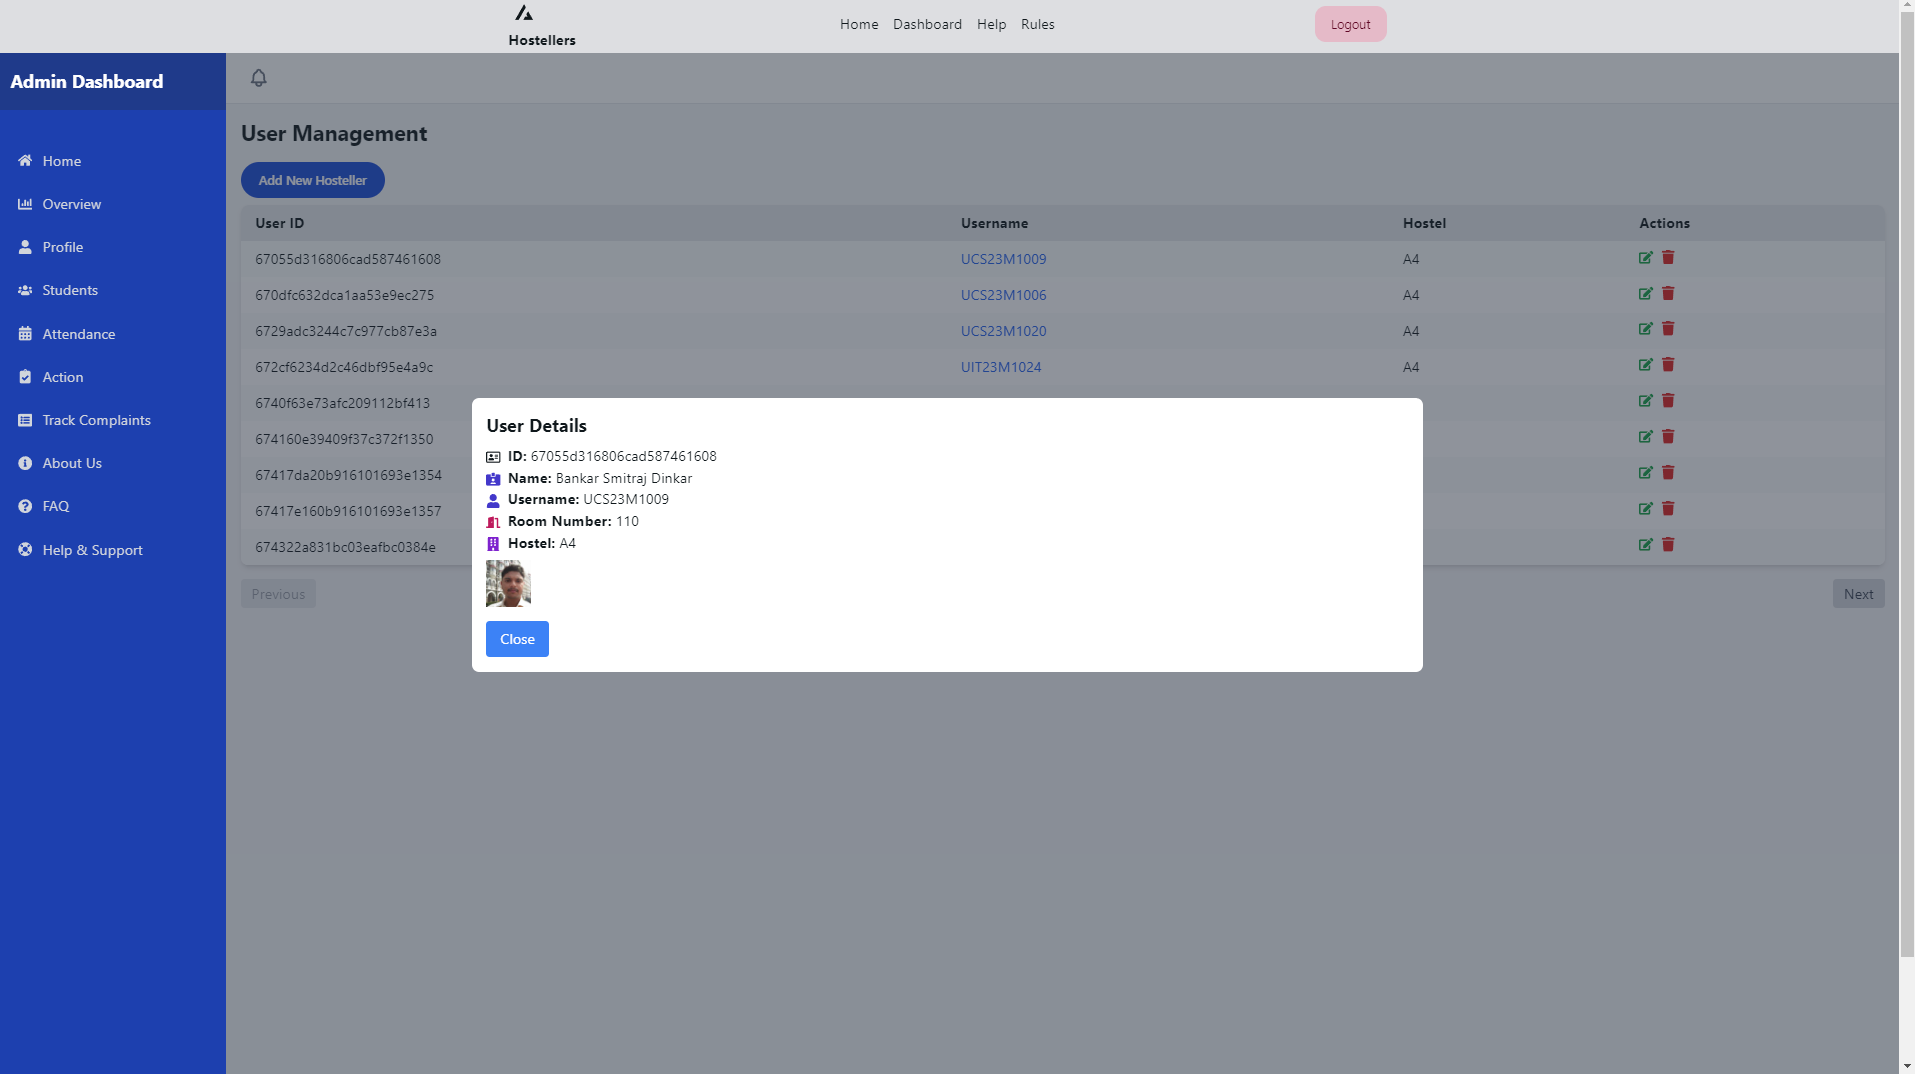 Hostellers
Home Dashboard Help Rules
Logout
Admin Dashboard
Home
Overview
Profile
Students
Attendance
Action
Track Complaints
About Us
FAQ
Help & Support
User Management
Add New Hosteller
User ID Username Hostel Actions
67055d316806cad587461608 UCS23M1009 A4
670dfc632dca1aa53e9ec275 UCS23M1006 A4
6729adc3244c7c977cb87e3a UCS23M1020 A4
672cf6234d2c46dbf95e4a9c UIT23M1024 A4
6740f63e73afc209112bf413
674160e39409f37c372f1350
67417da20b916101693e1354
67417e160b916101693e1357
674322a831bc03eafbc0384e
Previous
Next
User Details
ID: 67055d316806cad587461608
Name: Bankar Smitraj Dinkar
Username: UCS23M1009
Room Number: 110
Hostel: A4
Close